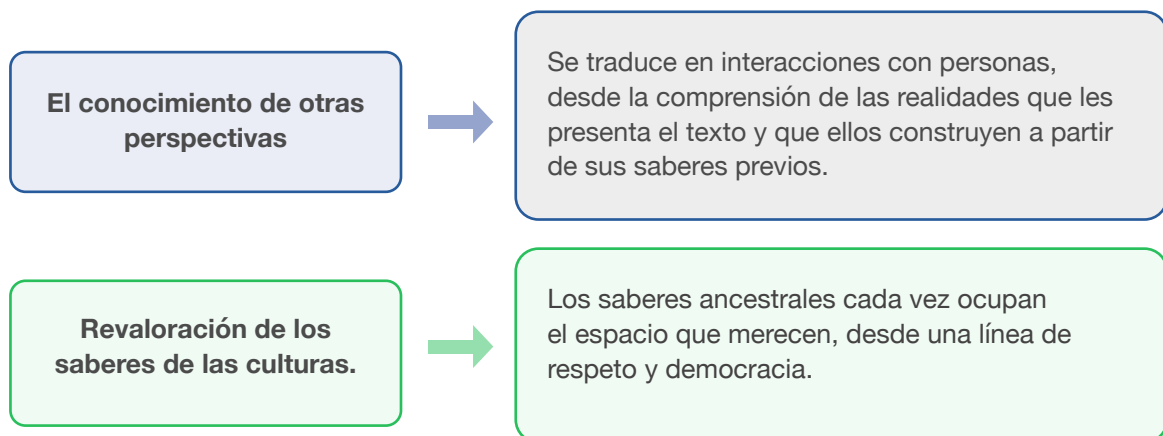 El conocimiento de otras
perspectivas
Se traduce en interacciones con personas,
desde la comprensión de las realidades que les
presenta el texto y que ellos construyen a partir
de sus saberes previos.
Revaloración de los
saberes de las culturas.
Los saberes ancestrales cada vez ocupan
el espacio que merecen, desde una línea de
respeto y democracia.